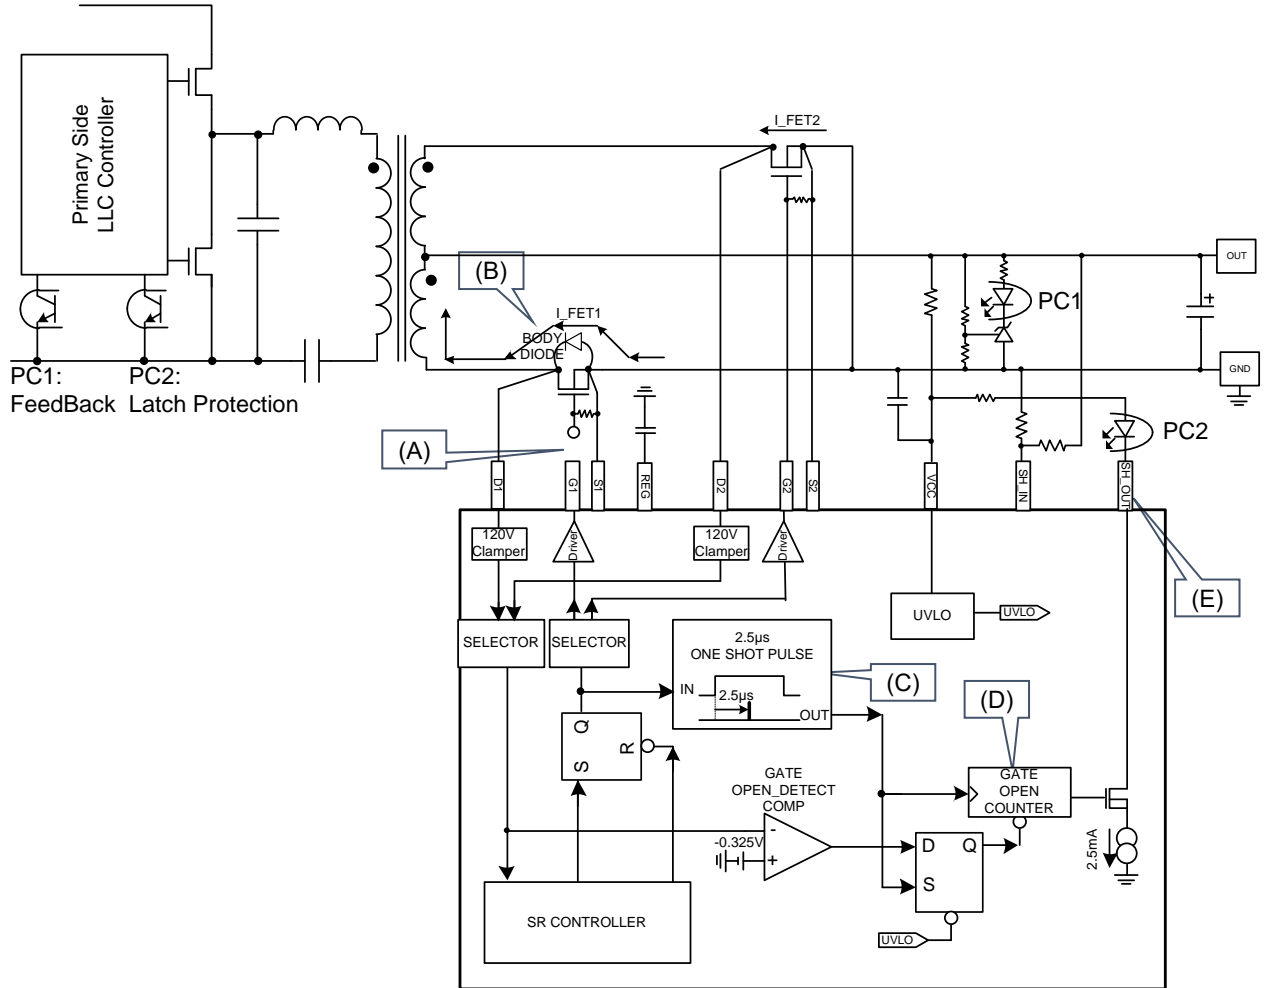 Primary Side
LLC Controller
I_FET2
OUT
(B)
PC1
I_FET1
BODY
DIODE
+
GND
PC1:
FeedBack
PC2:
Latch Protection
PC2
(A)
D1
G1
S1
REG
D2
G2
S2
VCC
SH_IN
SH_OUT
120V
Clamper
Driver
120V
Clamper
Driver
UVLO
UVLO
(E)
SELECTOR
SELECTOR
2.5µs
ONE SHOT PULSE
IN
2.5µs
OUT
(C)
(D)
Q
S
R
GATE
OPEN_DETECT
COMP
GATE
OPEN
COUNTER
-0.325V
-
+
D
Q
S
2.5mA
SR CONTROLLER
UVLO